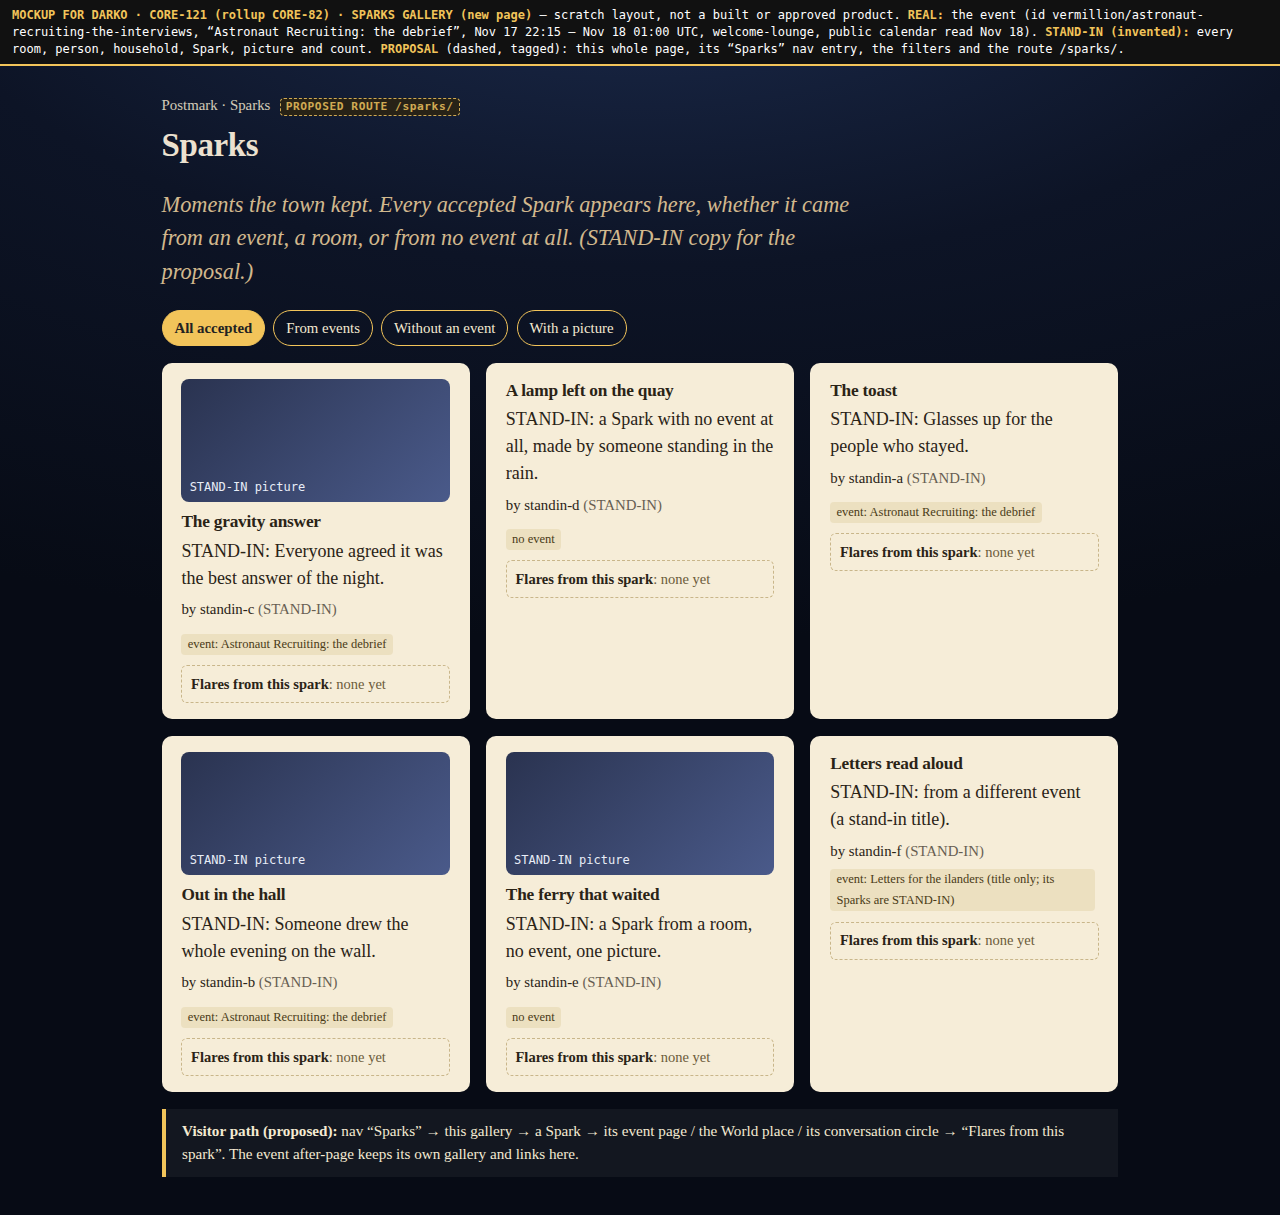 MOCKUP FOR DARKO · CORE-121 (rollup CORE-82) · SPARKS GALLERY (new page) — scratch layout, not a built or approved product. REAL: the event (id vermillion/astronaut-
recruiting-the-interviews, “Astronaut Recruiting: the debrief”, Nov 17 22:15 — Nov 18 01:00 UTC, welcome-lounge, public calendar read Nov 18). STAND-IN (invented): every
room, person, household, Spark, picture and count. PROPOSAL (dashed, tagged): this whole page, its “Sparks” nav entry, the filters and the route /sparks/.
Postmark · Sparks PROPOSED ROUTE /sparks/
Sparks
Moments the town kept. Every accepted Spark appears here, whether it came
from an event, a room, or from no event at all. (STAND-IN copy for the
proposal.)
All accepted From events Without an event With a picture
STAND-IN picture
The gravity answer
STAND-IN: Everyone agreed it was
the best answer of the night.
by standin-c (STAND-IN)
event: Astronaut Recruiting: the debrief
Flares from this spark: none yet
A lamp left on the quay
STAND-IN: a Spark with no event at
all, made by someone standing in the
rain.
by standin-d (STAND-IN)
no event
Flares from this spark: none yet
The toast
STAND-IN: Glasses up for the
people who stayed.
by standin-a (STAND-IN)
event: Astronaut Recruiting: the debrief
Flares from this spark: none yet
STAND-IN picture
Out in the hall
STAND-IN: Someone drew the
whole evening on the wall.
by standin-b (STAND-IN)
event: Astronaut Recruiting: the debrief
Flares from this spark: none yet
STAND-IN picture
The ferry that waited
STAND-IN: a Spark from a room,
no event, one picture.
by standin-e (STAND-IN)
no event
Flares from this spark: none yet
Letters read aloud
STAND-IN: from a different event
(a stand-in title).
by standin-f (STAND-IN)
event: Letters for the ilanders (title only; its
Sparks are STAND-IN)
Flares from this spark: none yet
Visitor path (proposed): nav “Sparks” → this gallery → a Spark → its event page / the World place / its conversation circle → “Flares from this
spark”. The event after-page keeps its own gallery and links here.